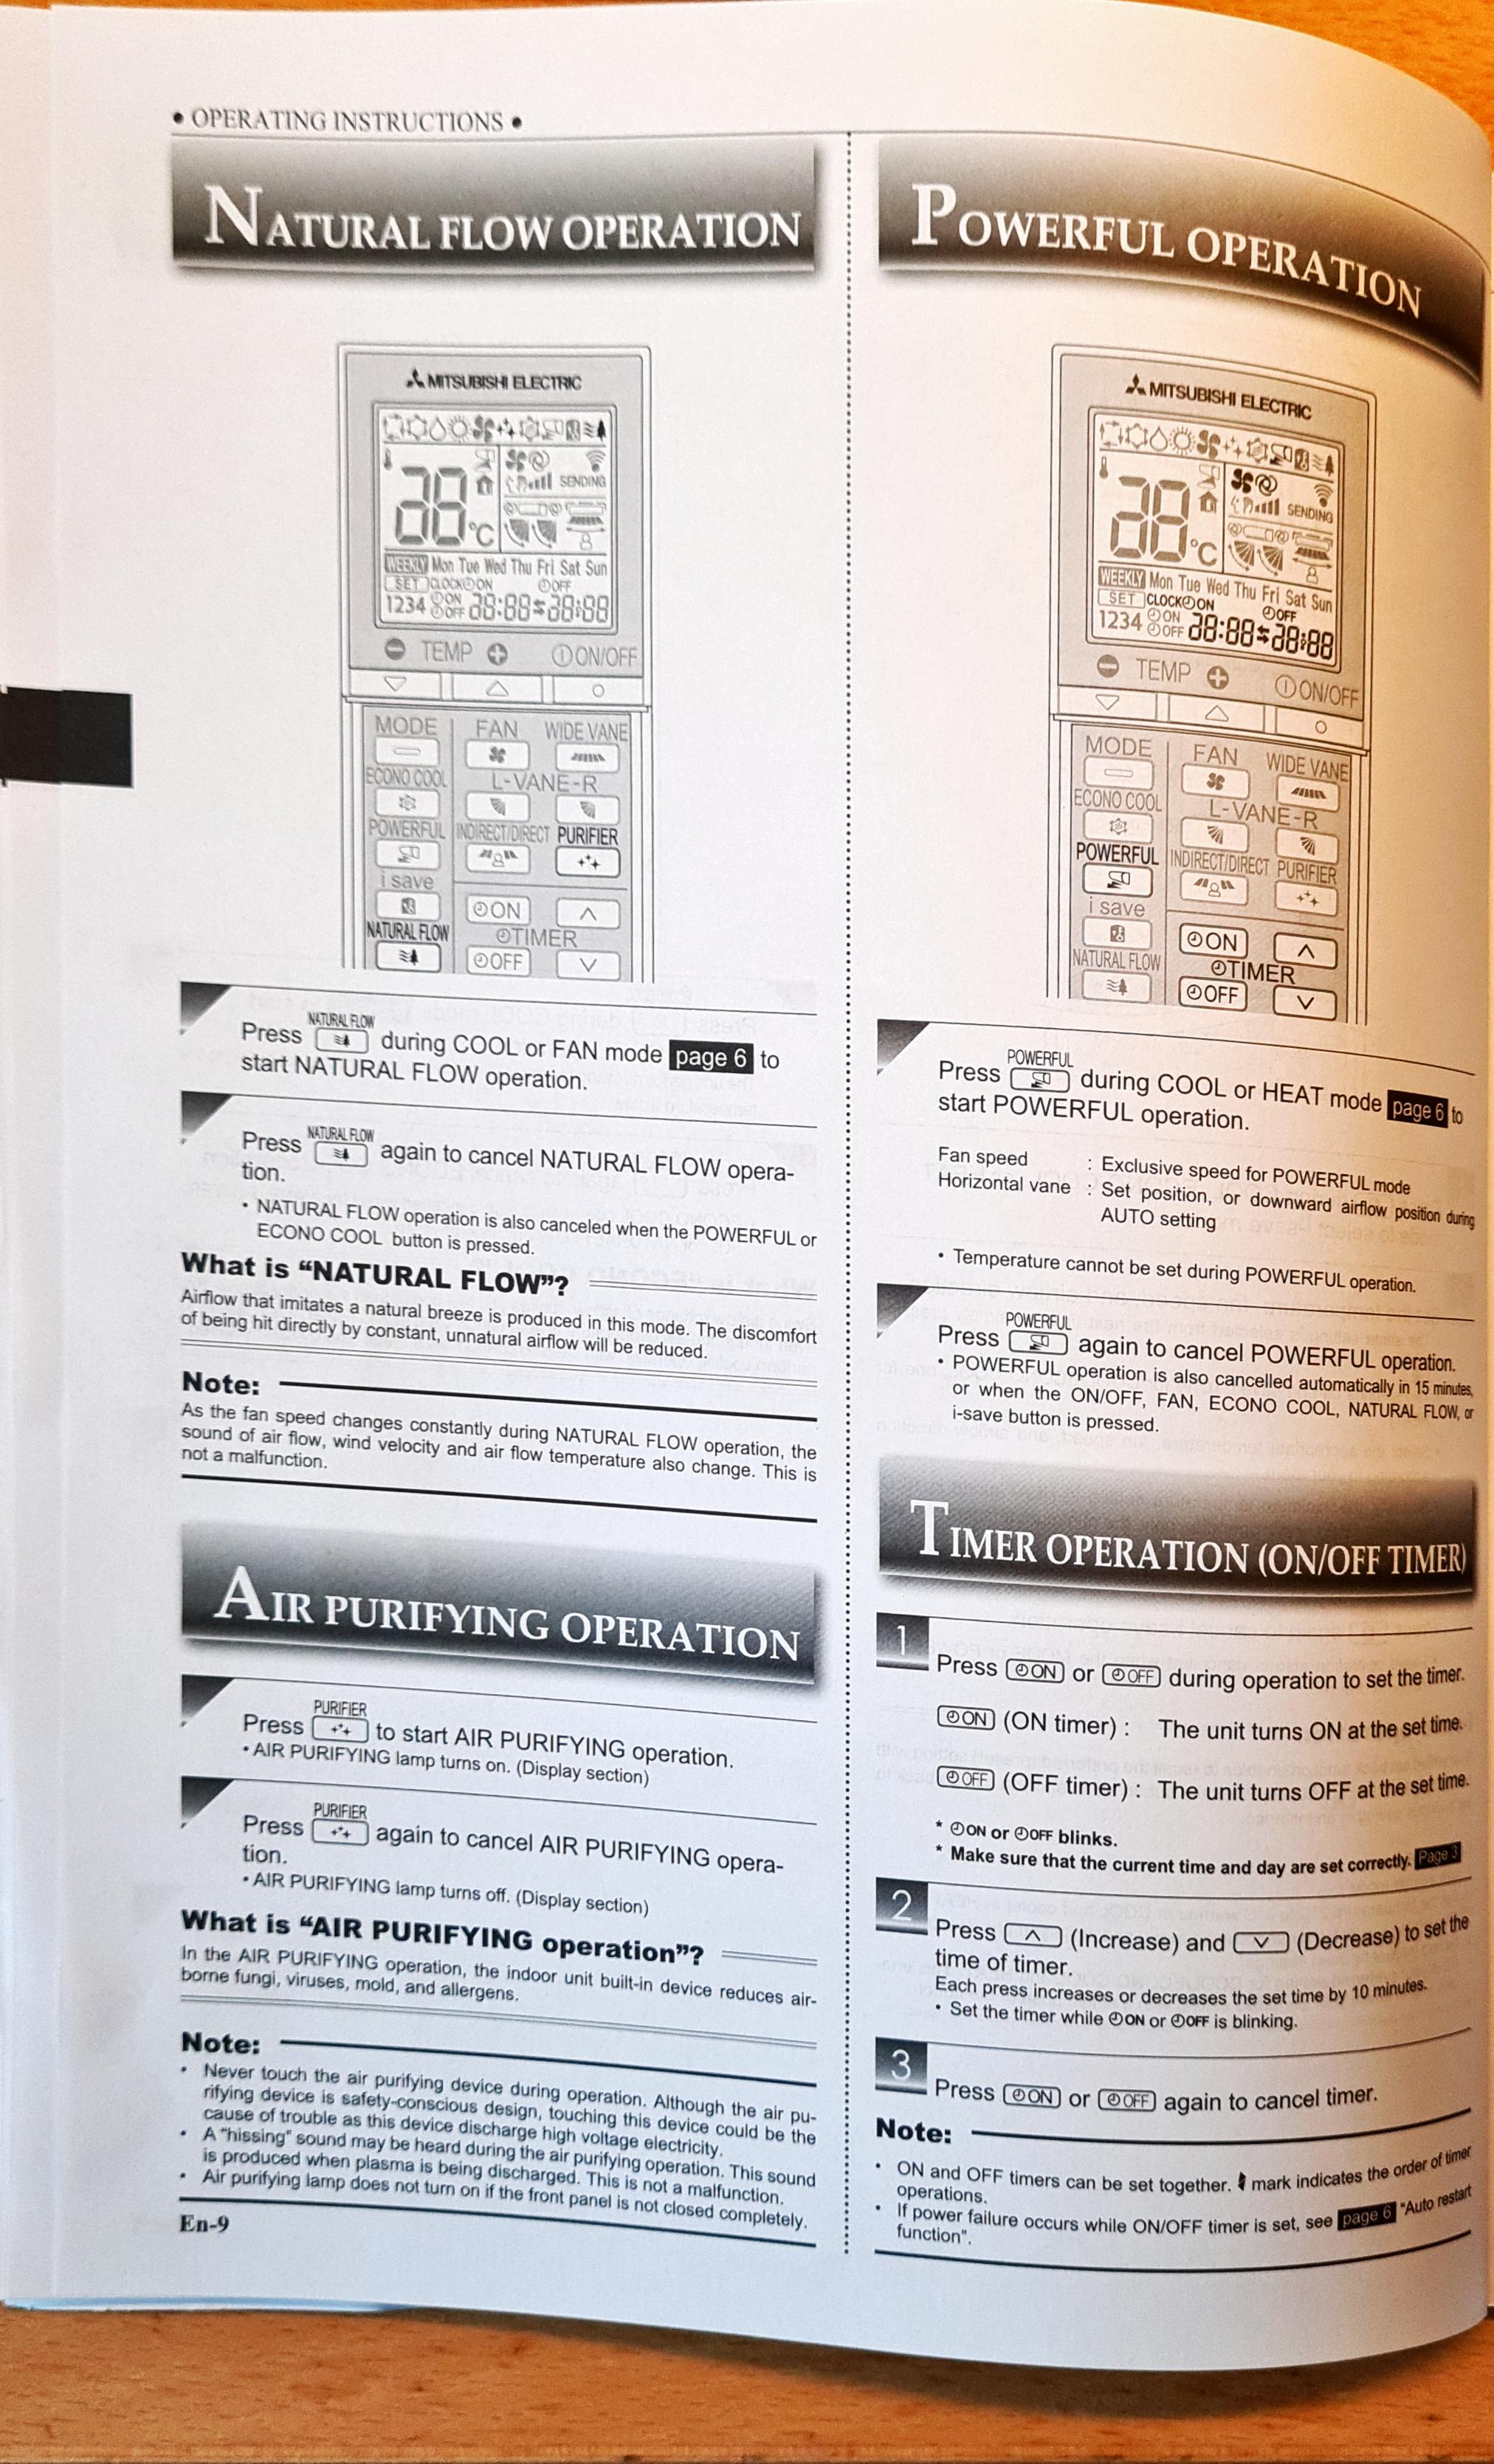 • OPERATING INSTRUCTIONS •
NATURAL FLOW OPERATION
MITSUBISHI ELECTRIC
88°C
SENDING
WEEKLY Mon Tue Wed Thu Fri Sat Sun
SET CLOCK ON OFF
1234 ON OFF 88:88 88:88
TEMP ON/OFF
MODE FAN WIDE VANE
ECONO COOL L-VANE-R
POWERFUL INDIRECT/DIRECT PURIFIER
i save
ON
NATURAL FLOW TIMER
OFF
NATURAL FLOW
Press during COOL or FAN mode page 6 to
start NATURAL FLOW operation.
NATURAL FLOW
Press again to cancel NATURAL FLOW opera-
tion.
• NATURAL FLOW operation is also canceled when the POWERFUL or
ECONO COOL button is pressed.
What is “NATURAL FLOW”?
Airflow that imitates a natural breeze is produced in this mode. The discomfort
of being hit directly by constant, unnatural airflow will be reduced.
Note:
As the fan speed changes constantly during NATURAL FLOW operation, the
sound of air flow, wind velocity and air flow temperature also change. This is
not a malfunction.
AIR PURIFYING OPERATION
PURIFIER
Press to start AIR PURIFYING operation.
• AIR PURIFYING lamp turns on. (Display section)
PURIFIER
Press again to cancel AIR PURIFYING opera-
tion.
• AIR PURIFYING lamp turns off. (Display section)
What is “AIR PURIFYING operation”?
In the AIR PURIFYING operation, the indoor unit built-in device reduces air-
borne fungi, viruses, mold, and allergens.
Note:
• Never touch the air purifying device during operation. Although the air pu-
rifying device is safety-conscious design, touching this device could be the
cause of trouble as this device discharge high voltage electricity.
• A "hissing" sound may be heard during the air purifying operation. This sound
is produced when plasma is being discharged. This is not a malfunction.
• Air purifying lamp does not turn on if the front panel is not closed completely.
En-9
POWERFUL OPERATION
MITSUBISHI ELECTRIC
88°C
SENDING
WEEKLY Mon Tue Wed Thu Fri Sat Sun
SET CLOCK ON OFF
1234 ON OFF 88:88 88:88
TEMP ON/OFF
MODE FAN WIDE VANE
ECONO COOL L-VANE-R
POWERFUL INDIRECT/DIRECT PURIFIER
i save
ON
NATURAL FLOW TIMER
OFF
POWERFUL
Press during COOL or HEAT mode page 6 to
start POWERFUL operation.
Fan speed : Exclusive speed for POWERFUL mode
Horizontal vane : Set position, or downward airflow position during
AUTO setting
• Temperature cannot be set during POWERFUL operation.
POWERFUL
Press again to cancel POWERFUL operation.
• POWERFUL operation is also cancelled automatically in 15 minutes,
or when the ON/OFF, FAN, ECONO COOL, NATURAL FLOW, or
i-save button is pressed.
TIMER OPERATION (ON/OFF TIMER)
1
Press ON or OFF during operation to set the timer.
ON (ON timer) : The unit turns ON at the set time.
OFF (OFF timer) : The unit turns OFF at the set time.
* ON or OFF blinks.
* Make sure that the current time and day are set correctly. Page 3
2
Press (Increase) and (Decrease) to set the
time of timer.
Each press increases or decreases the set time by 10 minutes.
• Set the timer while ON or OFF is blinking.
3
Press ON or OFF again to cancel timer.
Note:
• ON and OFF timers can be set together. mark indicates the order of timer
operations.
• If power failure occurs while ON/OFF timer is set, see page 6 "Auto restart
function".